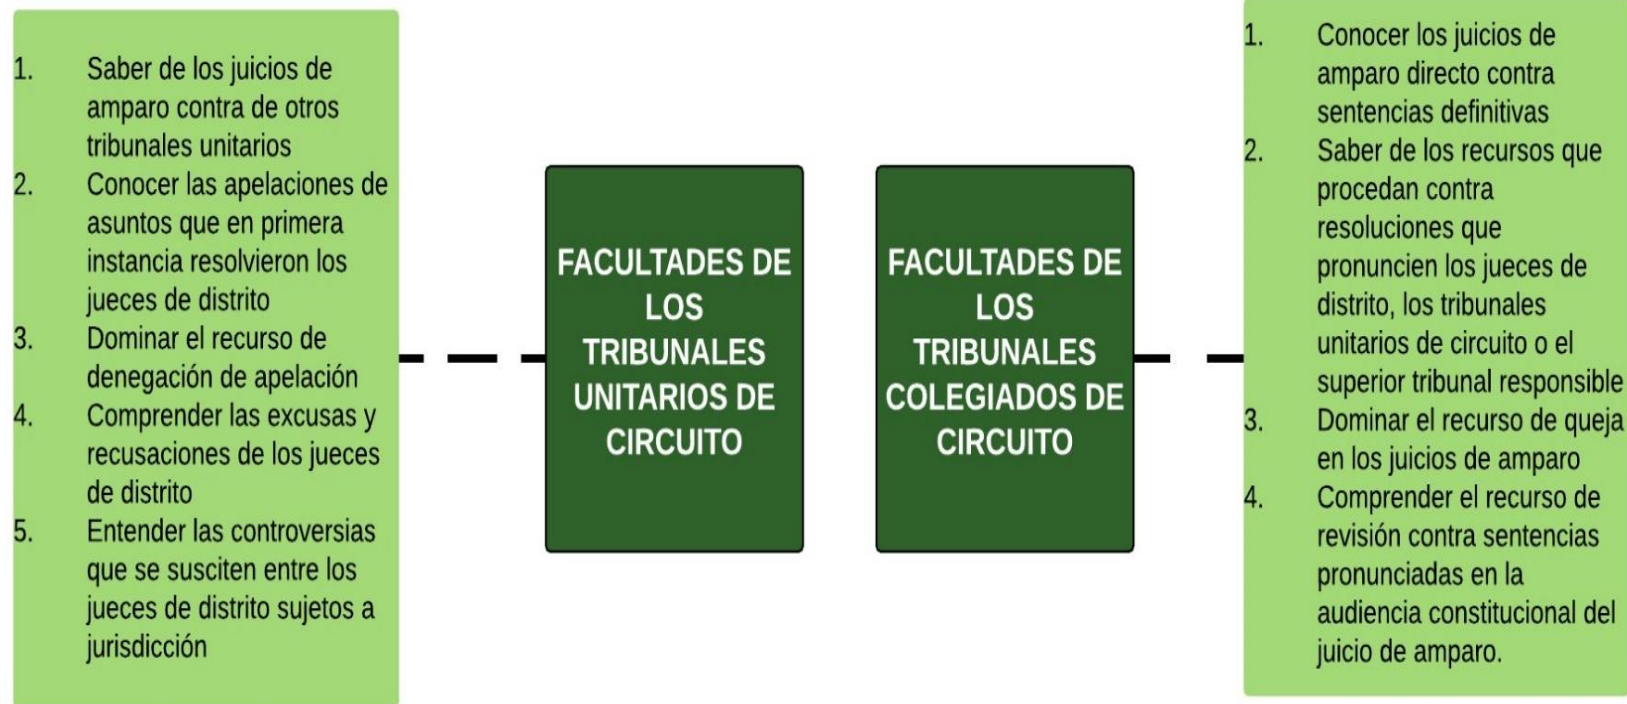 1. Saber de los juicios de
amparo contra de otros
tribunales unitarios
2. Conocer las apelaciones de
asuntos que en primera
instancia resolvieron los
jueces de distrito
3. Dominar el recurso de
denegación de apelación
4. Comprender las excusas y
recusaciones de los jueces
de distrito
5. Entender las controversias
que se susciten entre los
jueces de distrito sujetos a
jurisdicción
FACULTADES DE
LOS
TRIBUNALES
UNITARIOS DE
CIRCUITO
FACULTADES DE
LOS
TRIBUNALES
COLEGIADOS DE
CIRCUITO
1. Conocer los juicios de
amparo directo contra
sentencias definitivas
2. Saber de los recursos que
procedan contra
resoluciones que
pronuncien los jueces de
distrito, los tribunales
unitarios de circuito o el
superior tribunal responsible
3. Dominar el recurso de queja
en los juicios de amparo
4. Comprender el recurso de
revisión contra sentencias
pronunciadas en la
audiencia constitucional del
juicio de amparo.